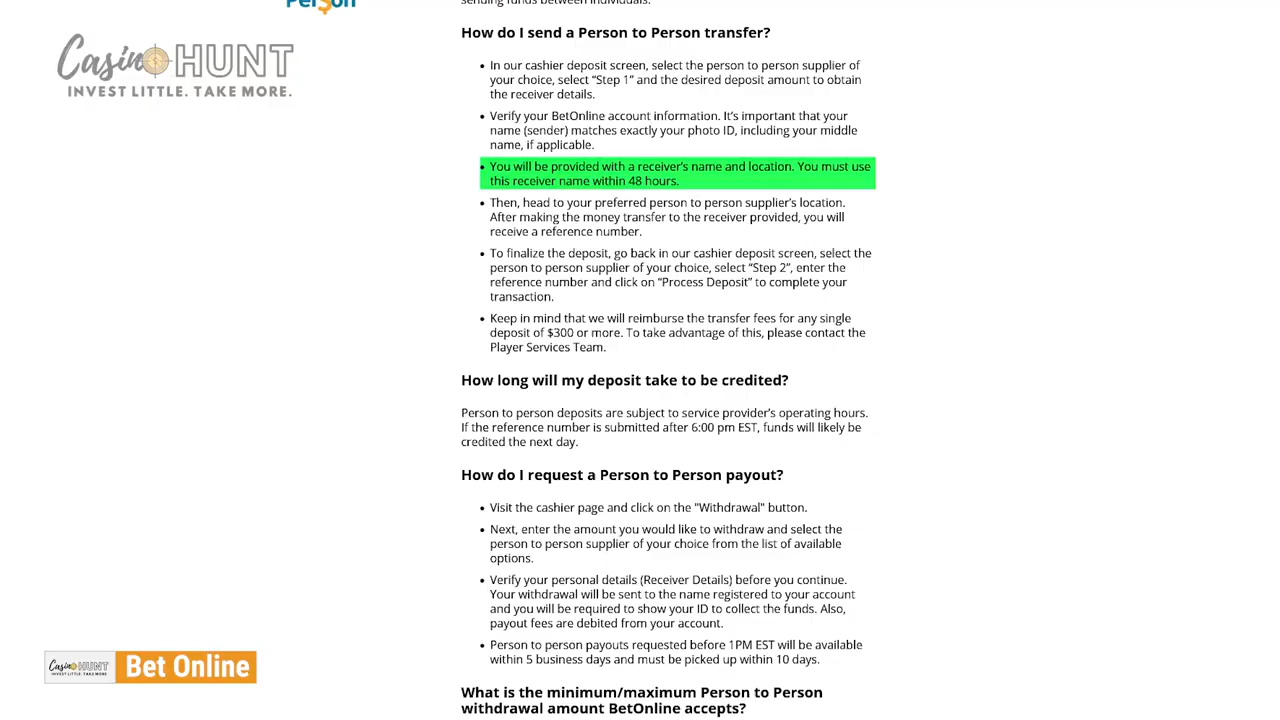 Per$on
sending funds between individuals.
Casino HUNT
INVEST LITTLE. TAKE MORE.
How do I send a Person to Person transfer?
• In our cashier deposit screen, select the person to person supplier of
your choice, select “Step 1” and the desired deposit amount to obtain
the receiver details.
• Verify your BetOnline account information. It’s important that your
name (sender) matches exactly your photo ID, including your middle
name, if applicable.
• You will be provided with a receiver’s name and location. You must use
this receiver name within 48 hours.
• Then, head to your preferred person to person supplier’s location.
After making the money transfer to the receiver provided, you will
receive a reference number.
• To finalize the deposit, go back in our cashier deposit screen, select the
person to person supplier of your choice, select “Step 2”, enter the
reference number and click on “Process Deposit” to complete your
transaction.
• Keep in mind that we will reimburse the transfer fees for any single
deposit of $300 or more. To take advantage of this, please contact the
Player Services Team.
How long will my deposit take to be credited?
Person to person deposits are subject to service provider’s operating hours.
If the reference number is submitted after 6:00 pm EST, funds will likely be
credited the next day.
How do I request a Person to Person payout?
• Visit the cashier page and click on the "Withdrawal" button.
• Next, enter the amount you would like to withdraw and select the
person to person supplier of your choice from the list of available
options.
• Verify your personal details (Receiver Details) before you continue.
Your withdrawal will be sent to the name registered to your account
and you will be required to show your ID to collect the funds. Also,
payout fees are debited from your account.
• Person to person payouts requested before 1PM EST will be available
within 5 business days and must be picked up within 10 days.
Casino HUNT
INVEST LITTLE. TAKE MORE.
Bet Online
What is the minimum/maximum Person to Person
withdrawal amount BetOnline accepts?